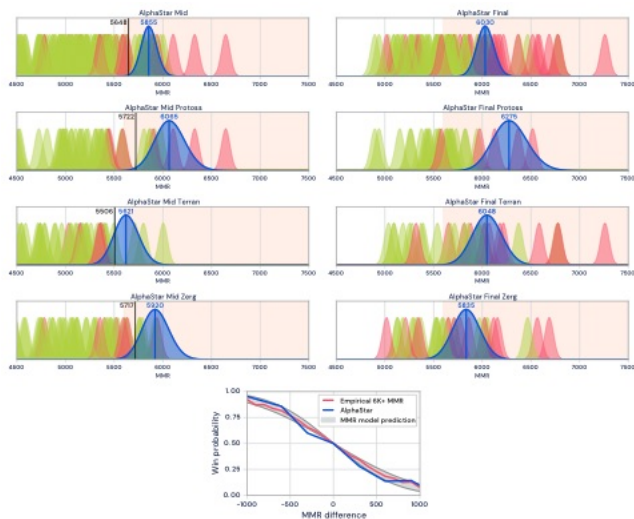 AlphaStar Mid
5648
5855
4500 5000 5500 6000 6500 7000 7500
MMR
AlphaStar Final
6030
4500 5000 5500 6000 6500 7000 7500
MMR
AlphaStar Mid Protoss
5722
6065
4500 5000 5500 6000 6500 7000 7500
MMR
AlphaStar Final Protoss
6275
4500 5000 5500 6000 6500 7000 7500
MMR
AlphaStar Mid Terran
5506
5621
4500 5000 5500 6000 6500 7000 7500
MMR
AlphaStar Final Terran
6048
4500 5000 5500 6000 6500 7000 7500
MMR
AlphaStar Mid Zerg
5717
5920
4500 5000 5500 6000 6500 7000 7500
MMR
AlphaStar Final Zerg
5835
4500 5000 5500 6000 6500 7000 7500
MMR
1.00
0.75
0.50
0.25
0.00
Win probability
Empirical 6K+ MMR
AlphaStar
MMR model prediction
-1000 -500 0 500 1000
MMR difference